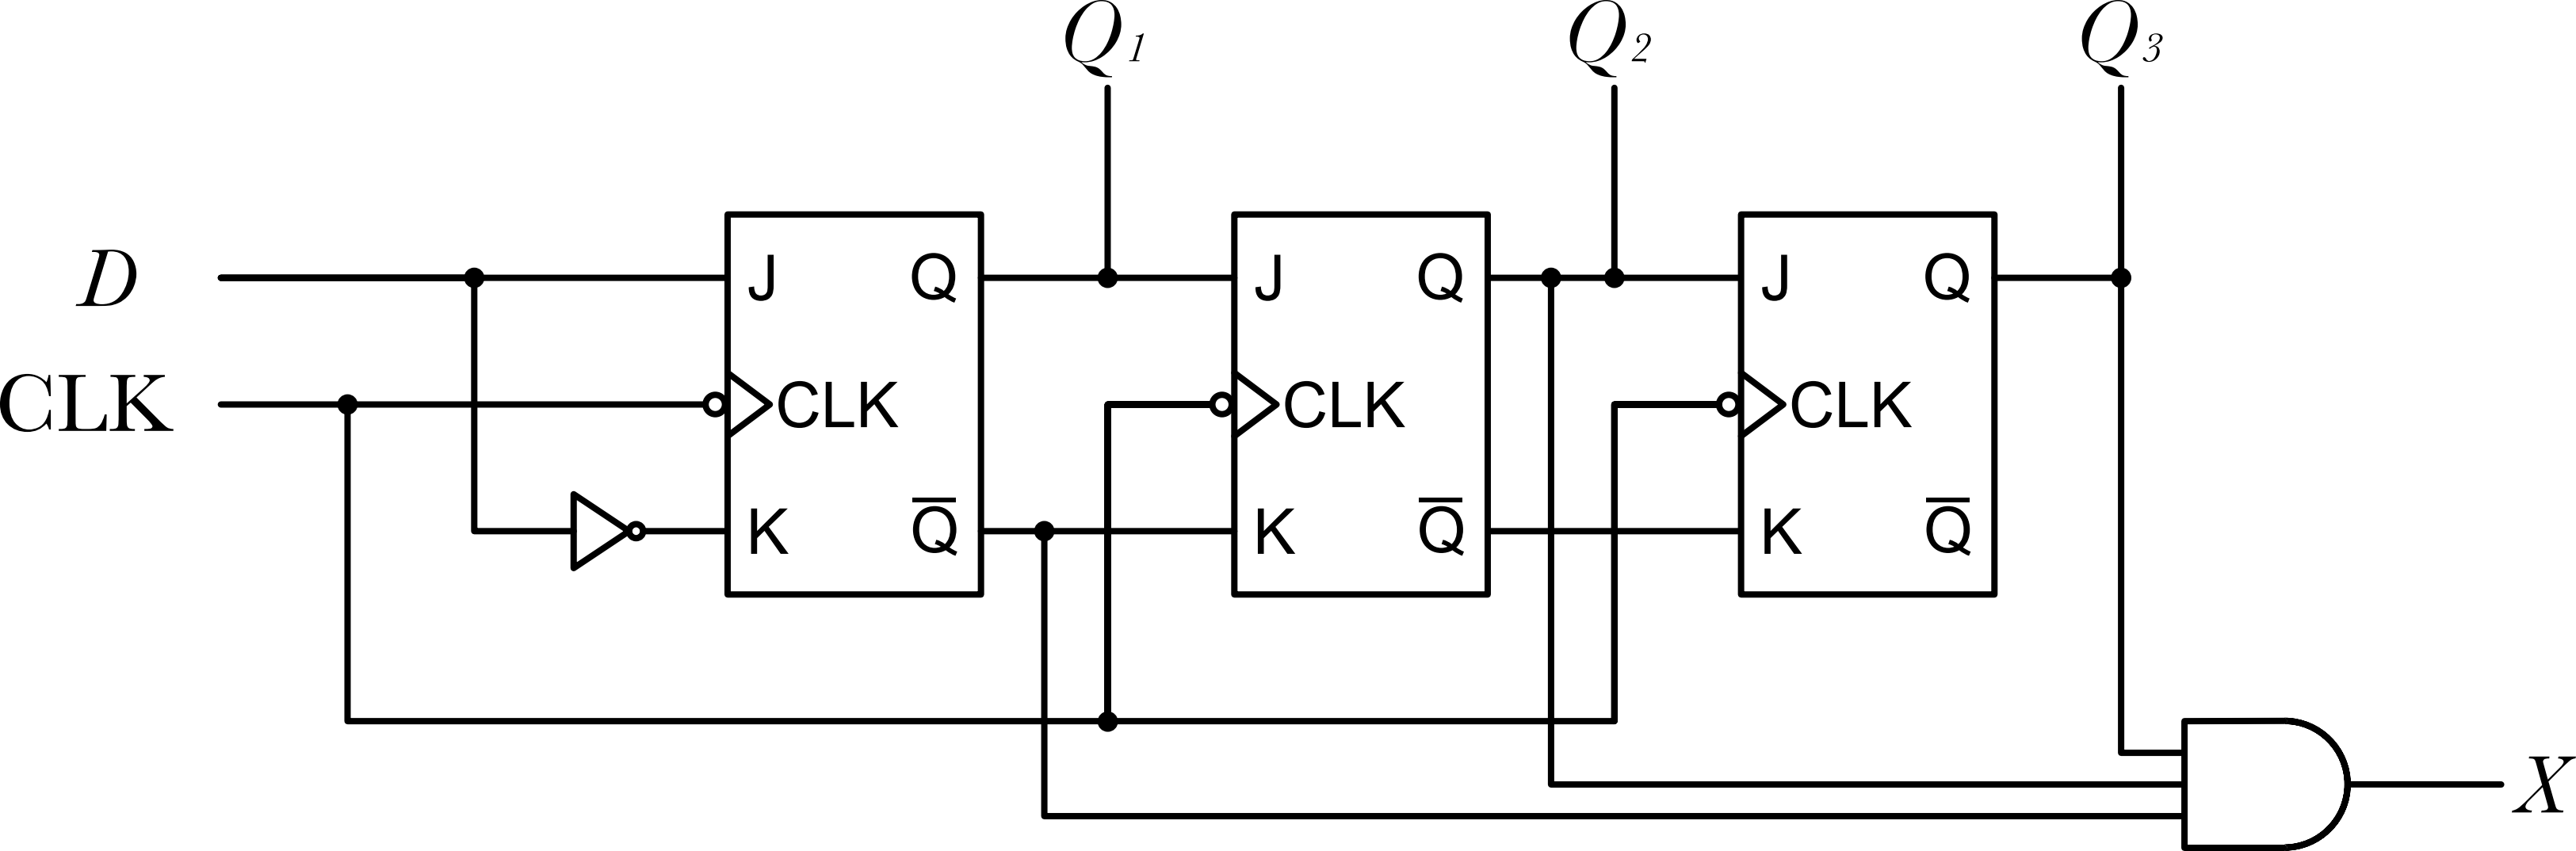 Q1 Q2 Q3
D J Q J Q J Q
CLK CLK CLK CLK
K Q̅ K Q̅ K Q̅
X